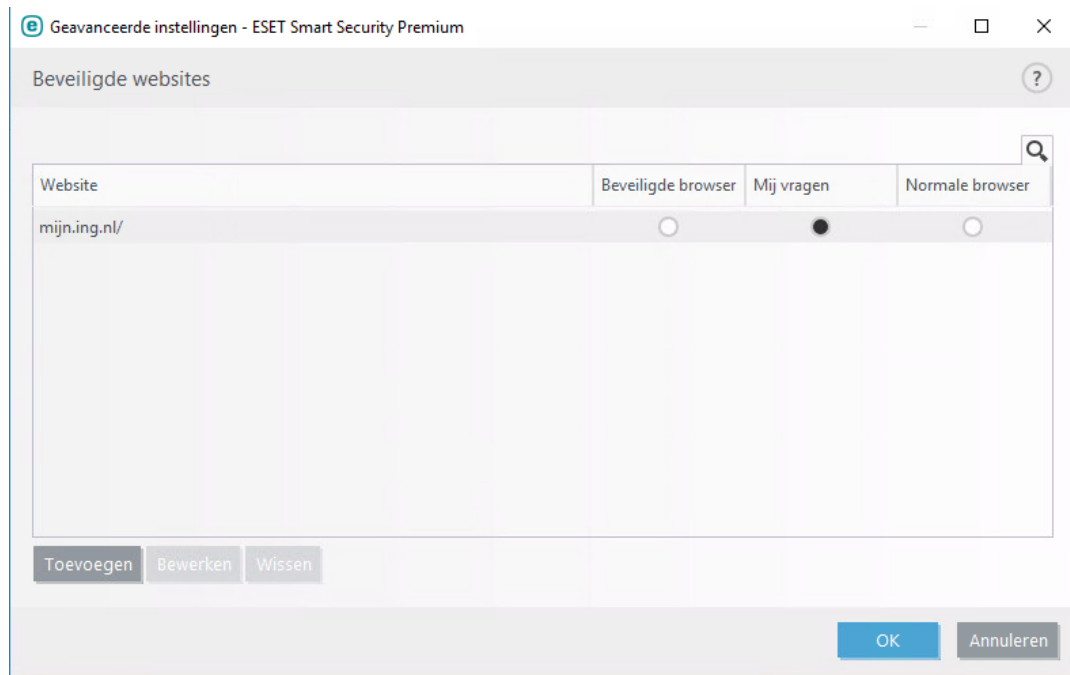 Geavanceerde instellingen - ESET Smart Security Premium
Beveiligde websites
?
Website Beveiligde browser Mij vragen Normale browser
mijn.ing.nl/
Toevoegen Bewerken Wissen
OK Annuleren